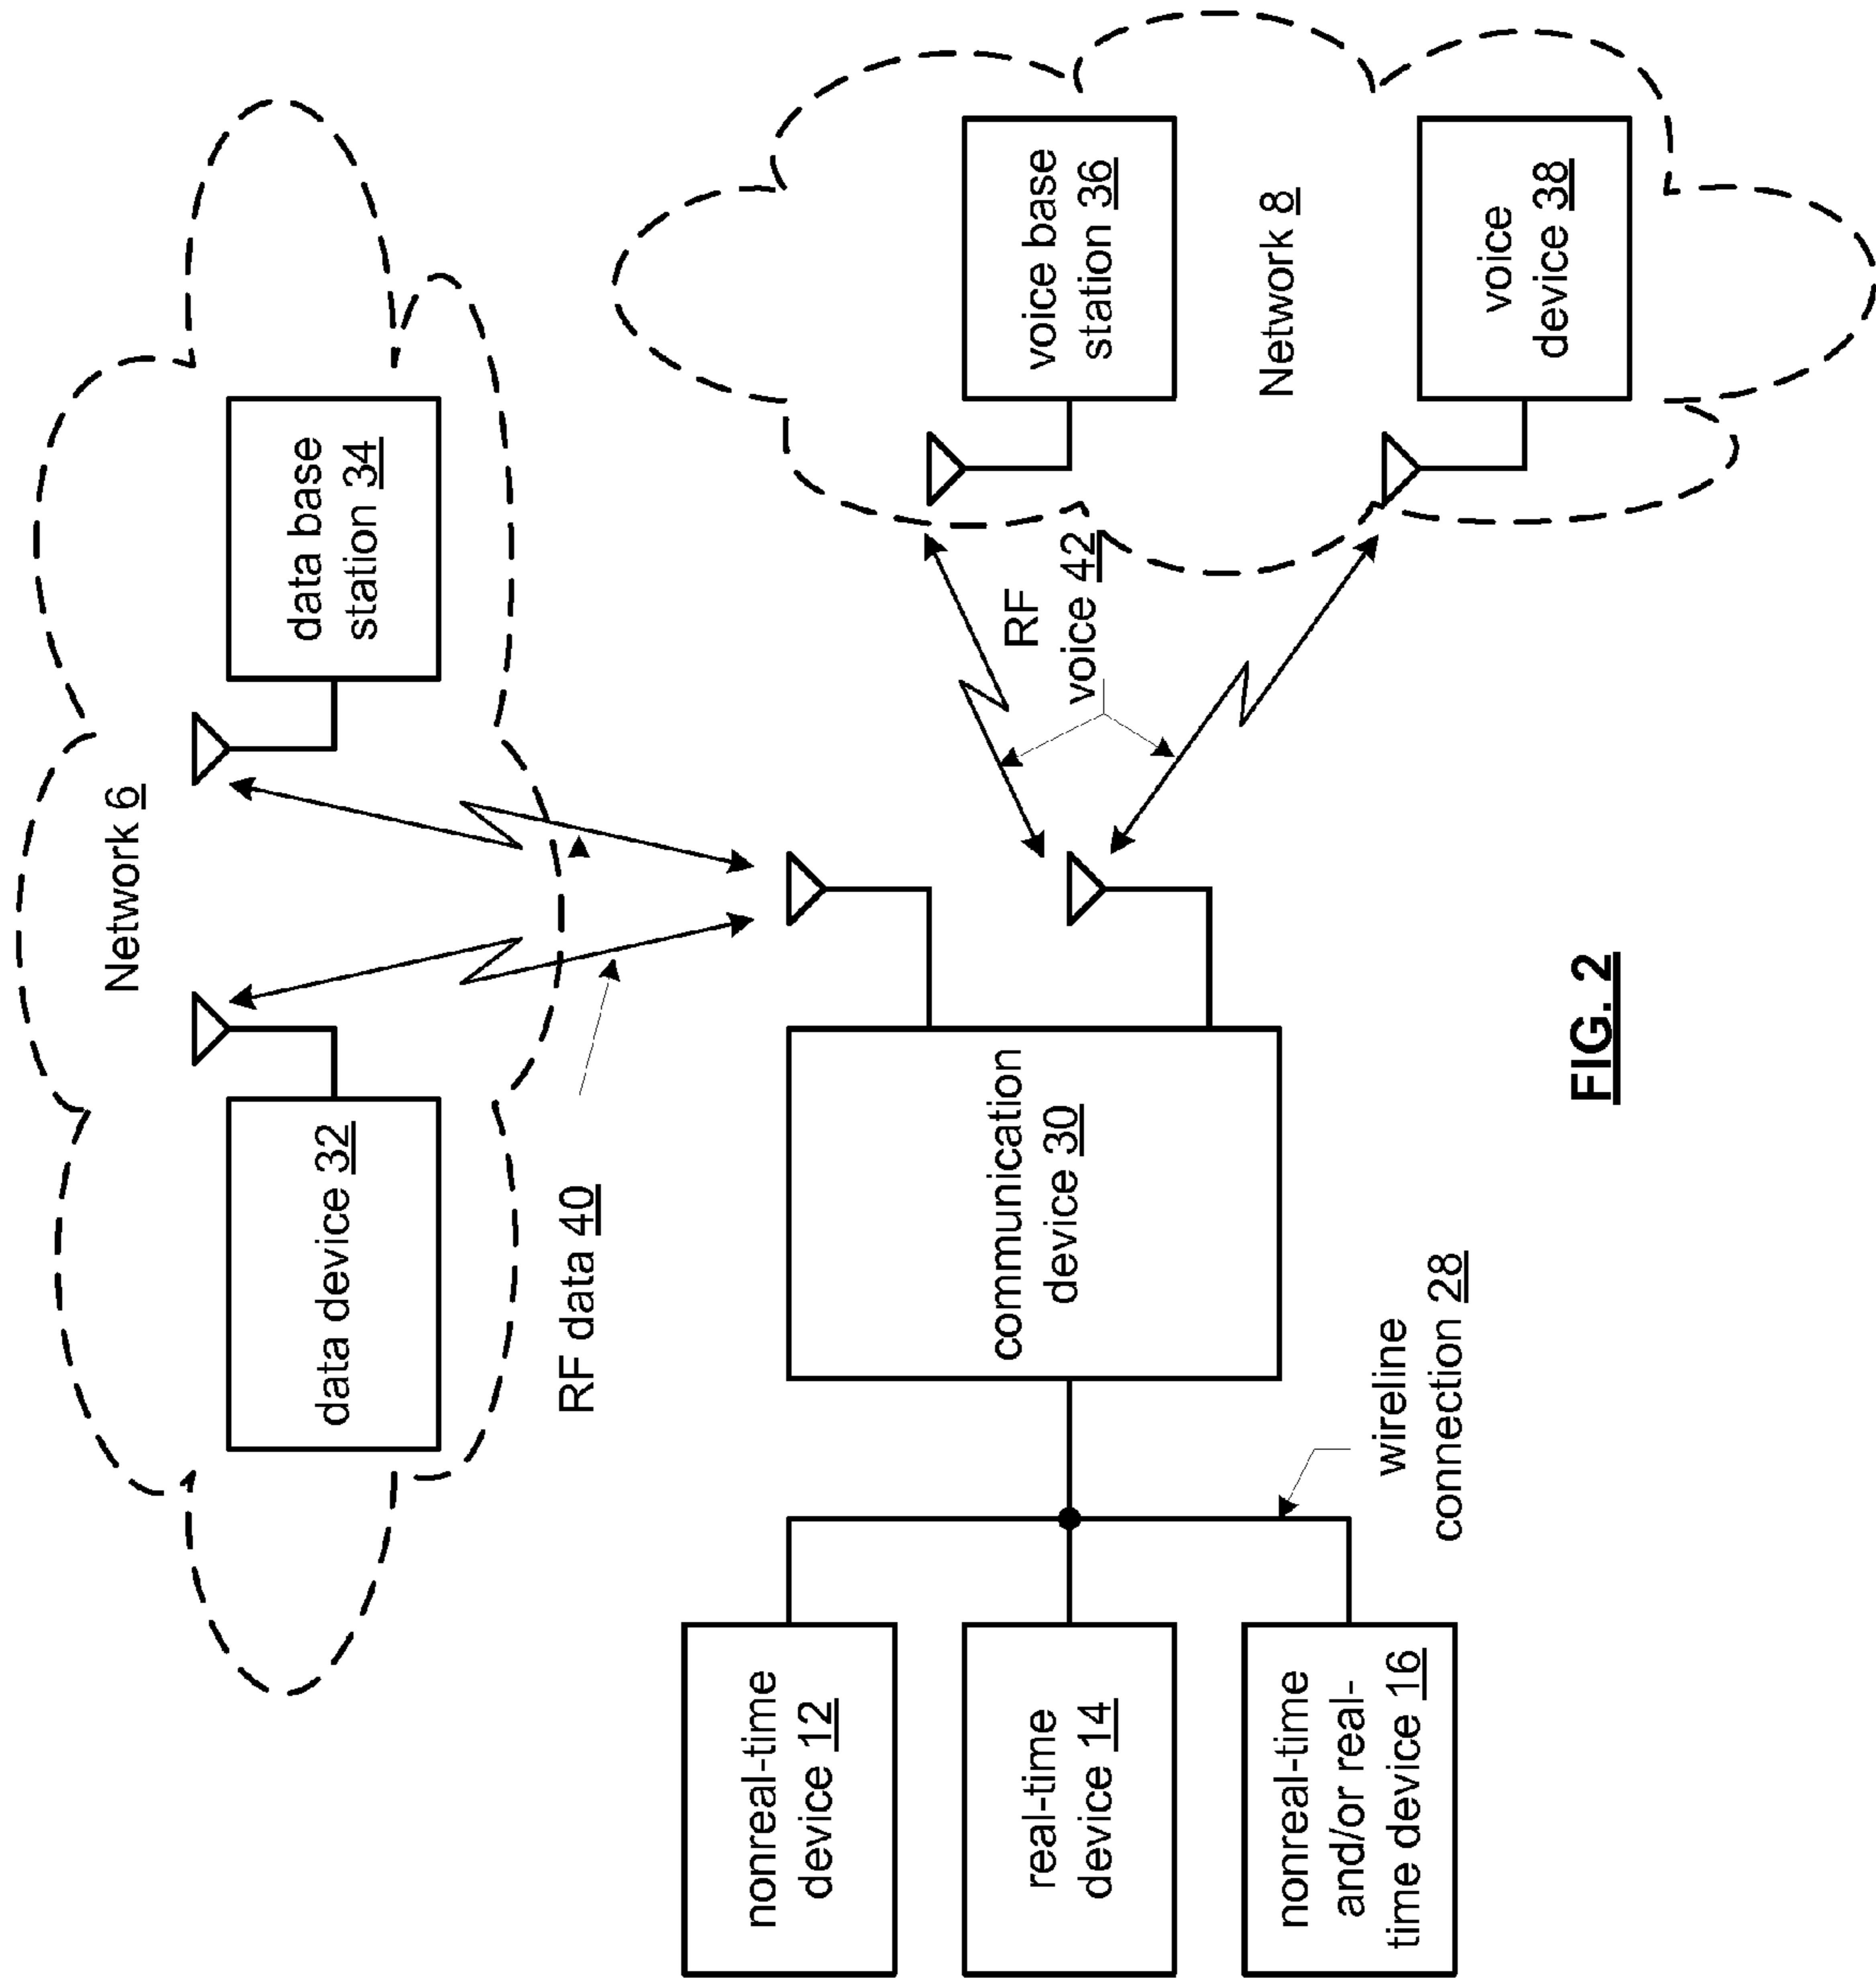 Network 6
data device 32
data base
station 34
RF data 40
communication
device 30
RF
voice 42
voice base
station 36
Network 8
voice
device 38
nonreal-time
device 12
real-time
device 14
nonreal-time
and/or real-
time device 16
wireline
connection 28
FIG. 2